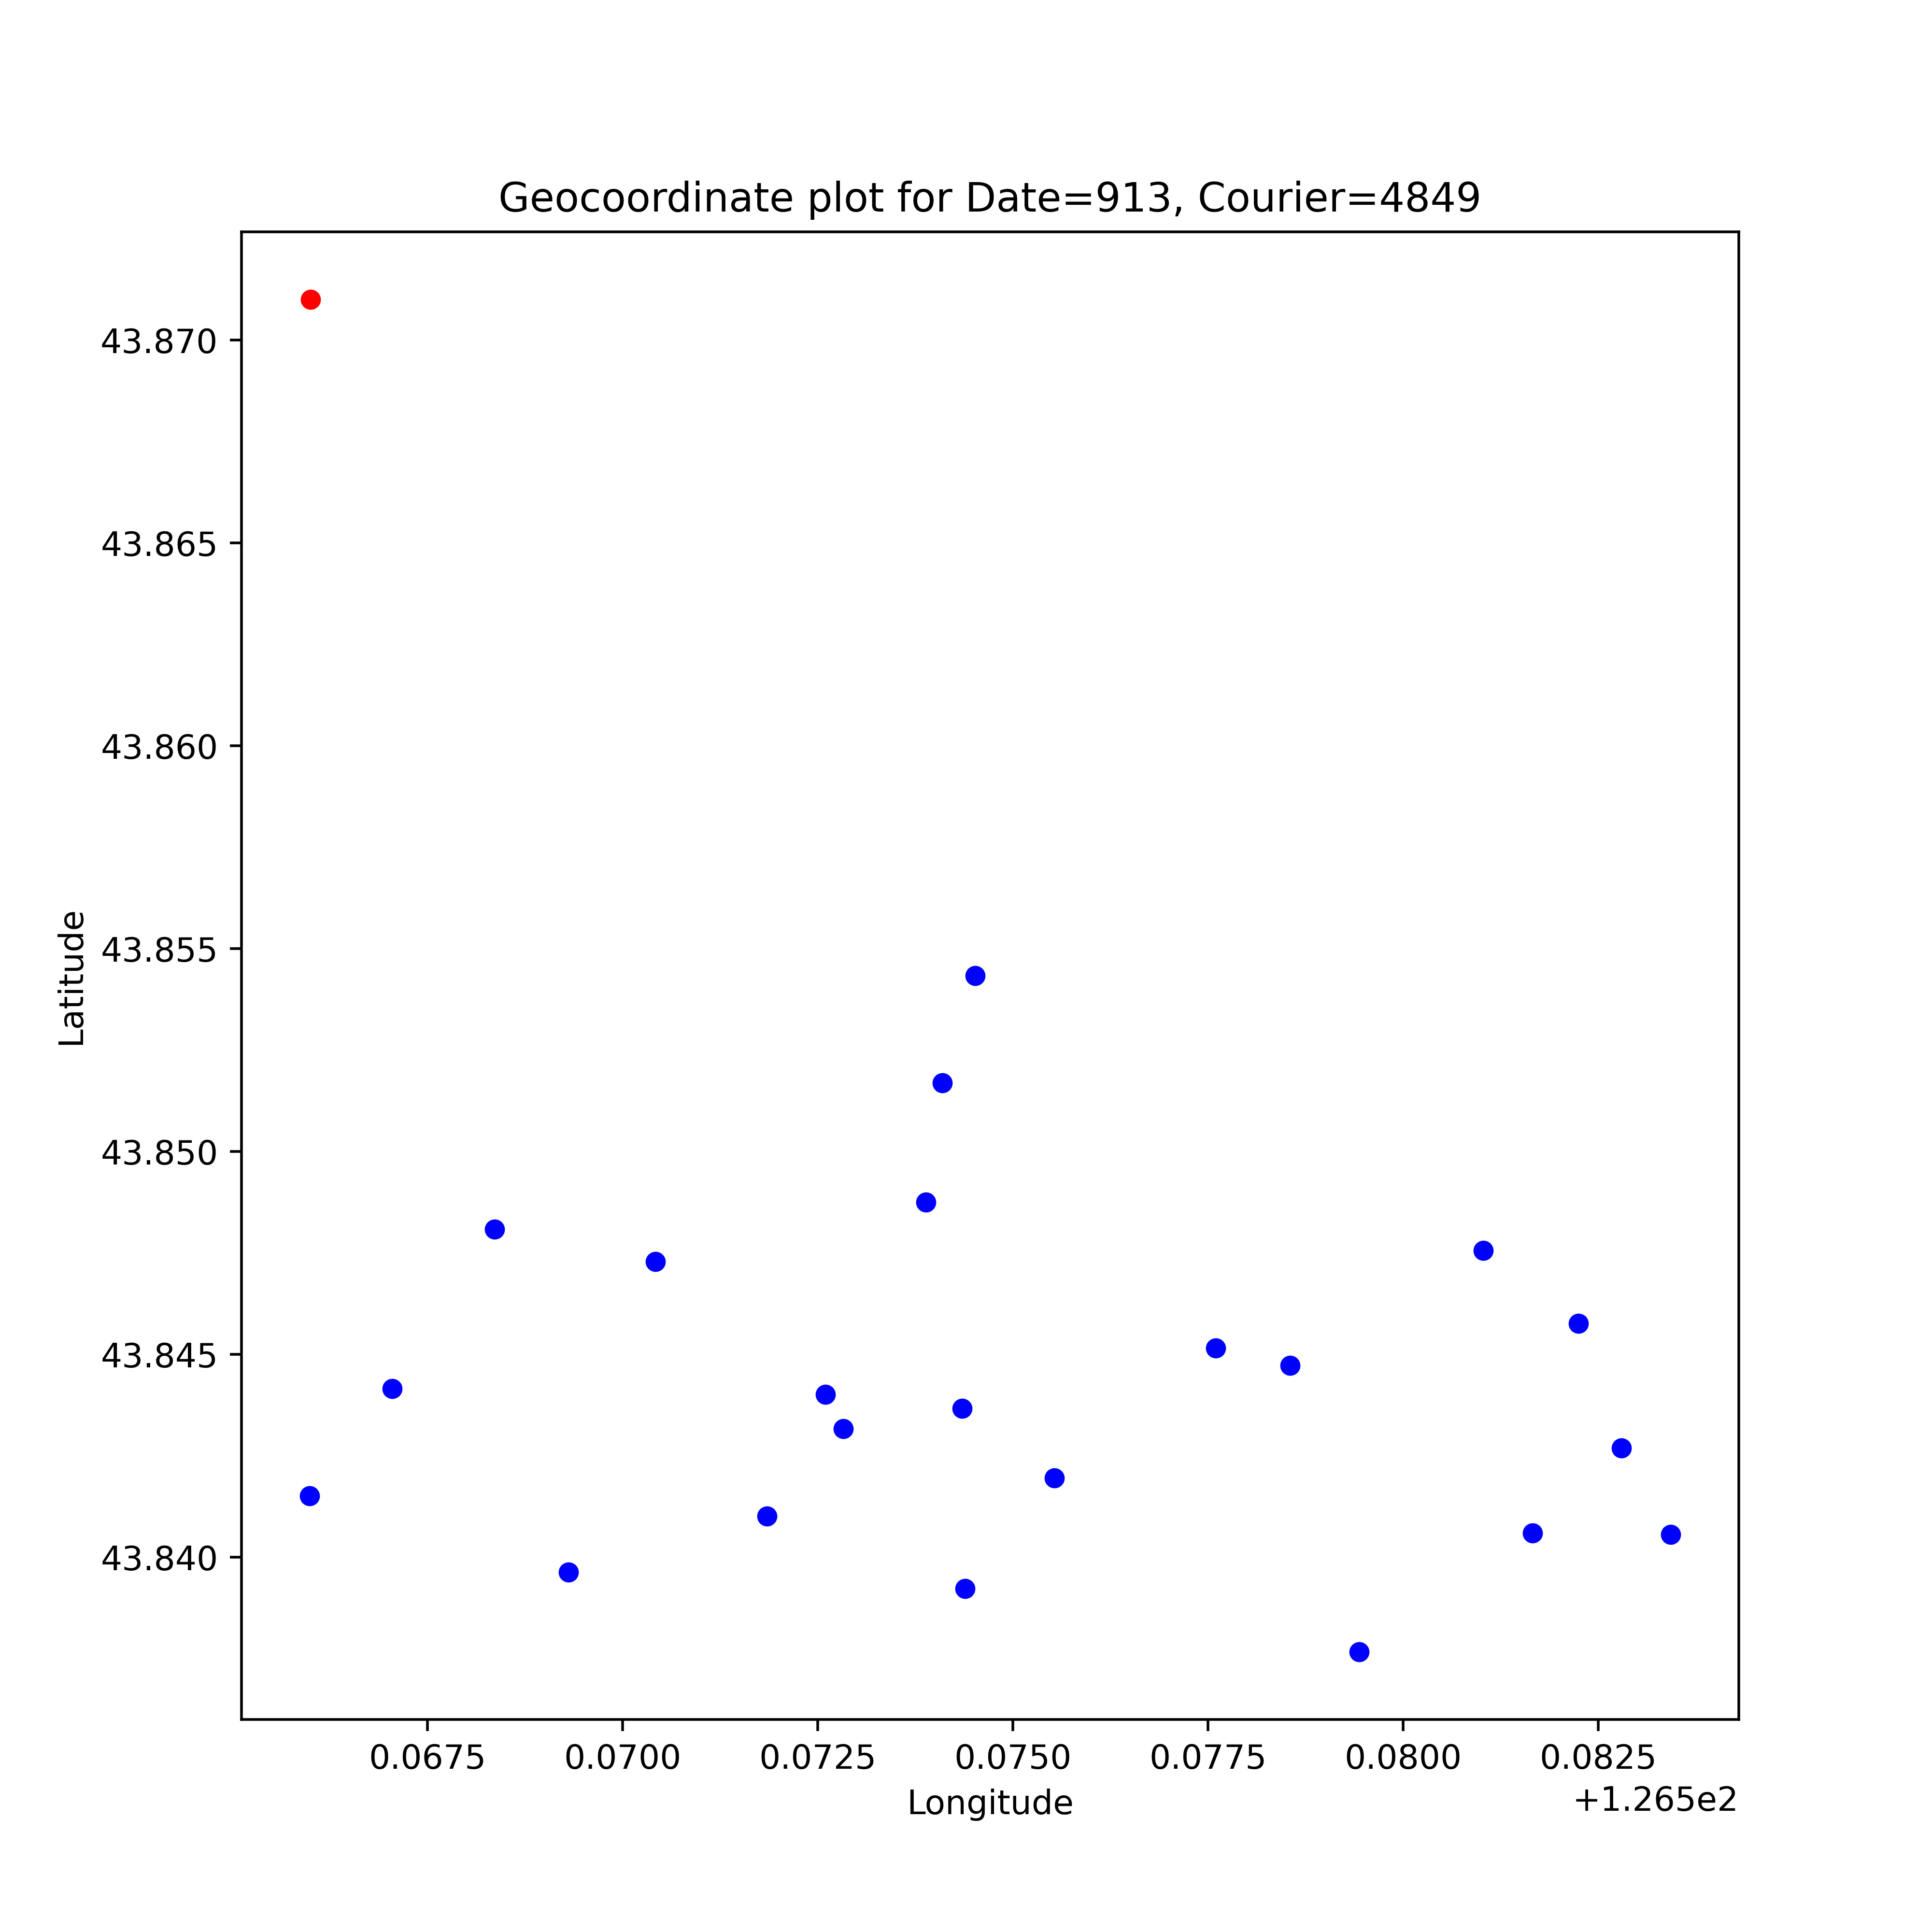 Geocoordinate plot for Date=913, Courier=4849
43.870
43.865
43.860
43.855
43.850
43.845
43.840
Latitude
0.0675 0.0700 0.0725 0.0750 0.0775 0.0800 0.0825
Longitude
+1.265e2